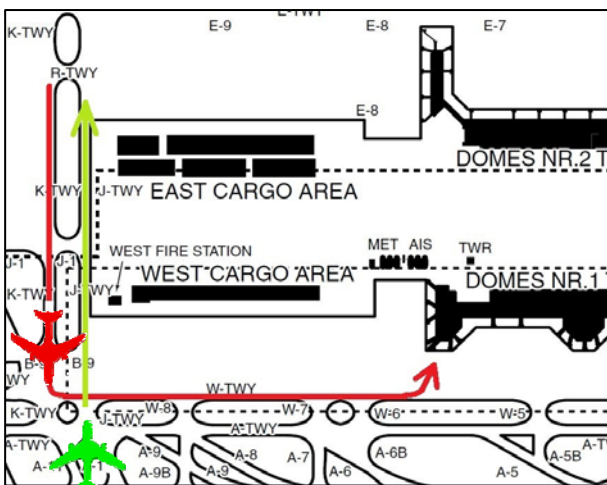 E-9
E-8
E-7
K-TWY
R-TWY
E-8
DOMES NR.2 T
K-TWY
J-TWY
EAST CARGO AREA
MET
AIS
TWR
WEST FIRE STATION
J-1
J-1
WEST CARGO AREA
DOMES NR.1 T
K-TWY
J-TWY
B-9
B-9
WY
W-TWY
K-TWY
J-TWY
W-8
W-7
W-6
W-5
A-TWY
A-TWY
A-T
A-9
A-8
A-7
A-6B
A-5B
A-1
A-9B
A-9
A-6
A-5